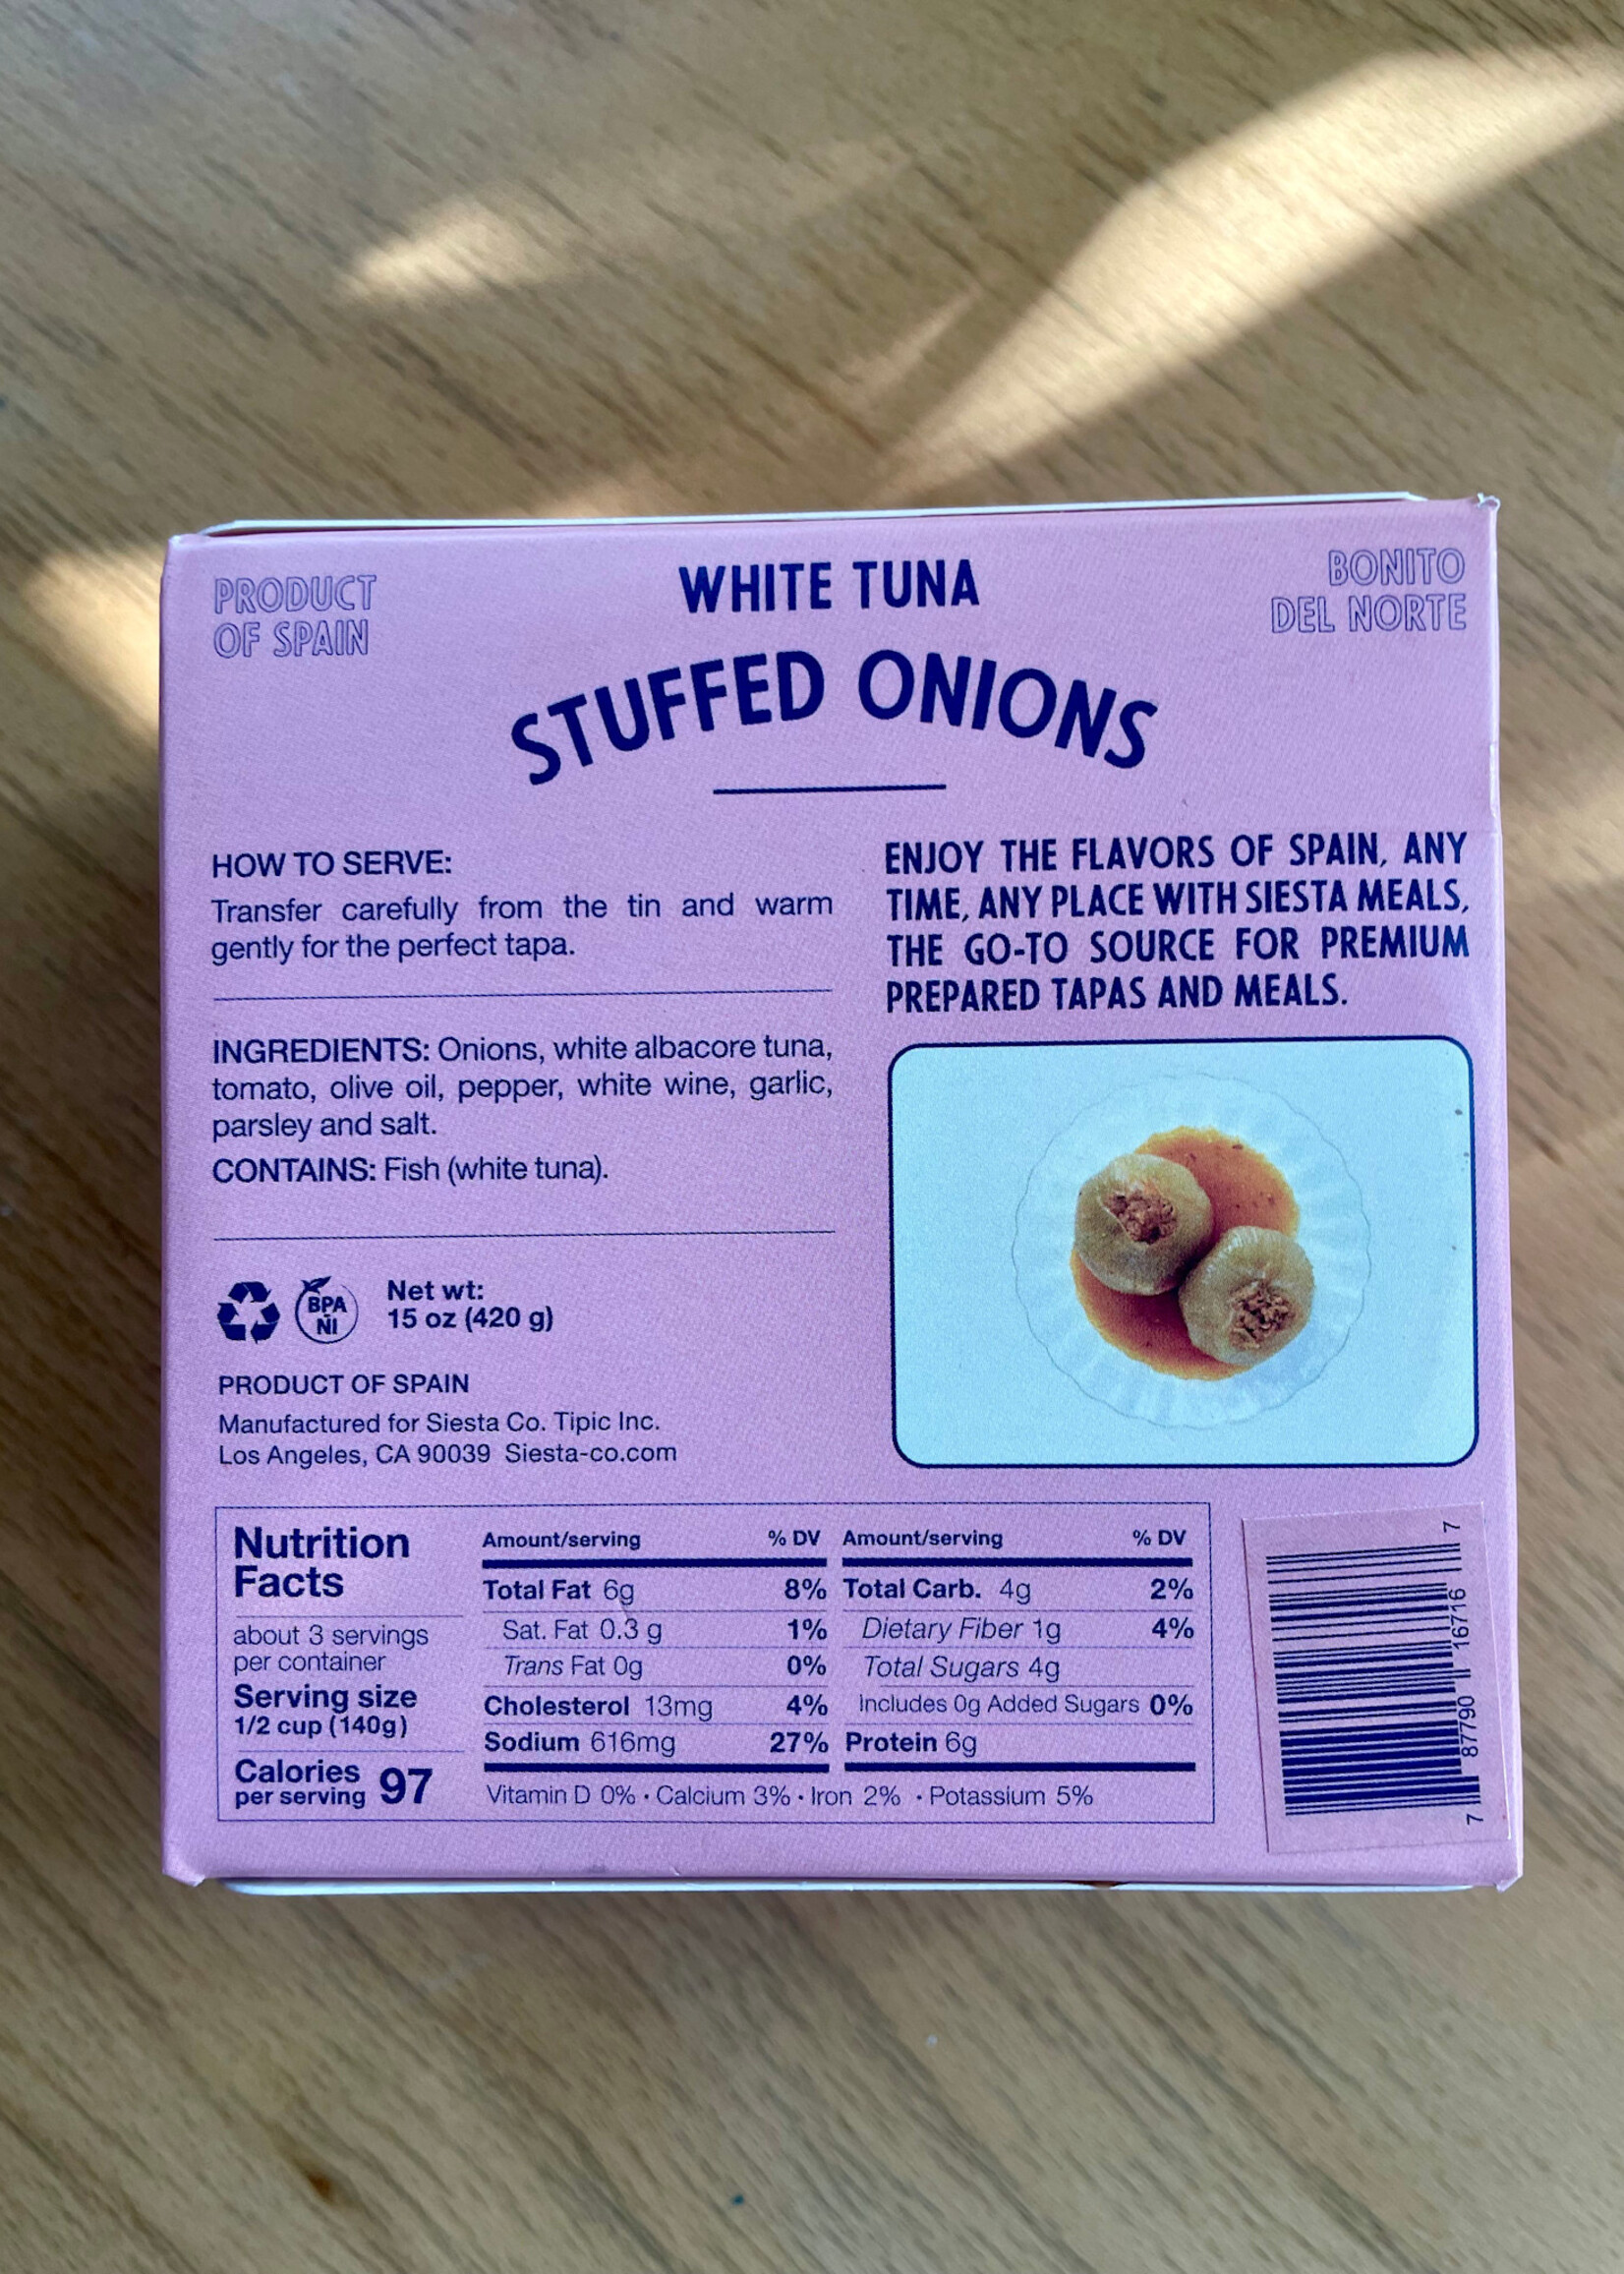 PRODUCT
OF SPAIN
WHITE TUNA
STUFFED ONIONS
BONITO
DEL NORTE
HOW TO SERVE:
Transfer carefully from the tin and warm
gently for the perfect tapa.
INGREDIENTS: Onions, white albacore tuna,
tomato, olive oil, pepper, white wine, garlic,
parsley and salt.
CONTAINS: Fish (white tuna).
BPA
NI
Net wt:
15 oz (420 g)
PRODUCT OF SPAIN
Manufactured for Siesta Co. Tipic Inc.
Los Angeles, CA 90039 Siesta-co.com
ENJOY THE FLAVORS OF SPAIN, ANY
TIME, ANY PLACE WITH SIESTA MEALS,
THE GO-TO SOURCE FOR PREMIUM
PREPARED TAPAS AND MEALS.
Nutrition
Facts
about 3 servings
per container
Serving size
1/2 cup (140g)
Calories
per serving 97
Amount/serving % DV
Total Fat 6g 8%
Sat. Fat 0.3 g 1%
Trans Fat 0g 0%
Cholesterol 13mg 4%
Sodium 616mg 27%
Amount/serving % DV
Total Carb. 4g 2%
Dietary Fiber 1g 4%
Total Sugars 4g
Includes 0g Added Sugars 0%
Protein 6g
Vitamin D 0% · Calcium 3% · Iron 2% · Potassium 5%
7 87790 16716 7